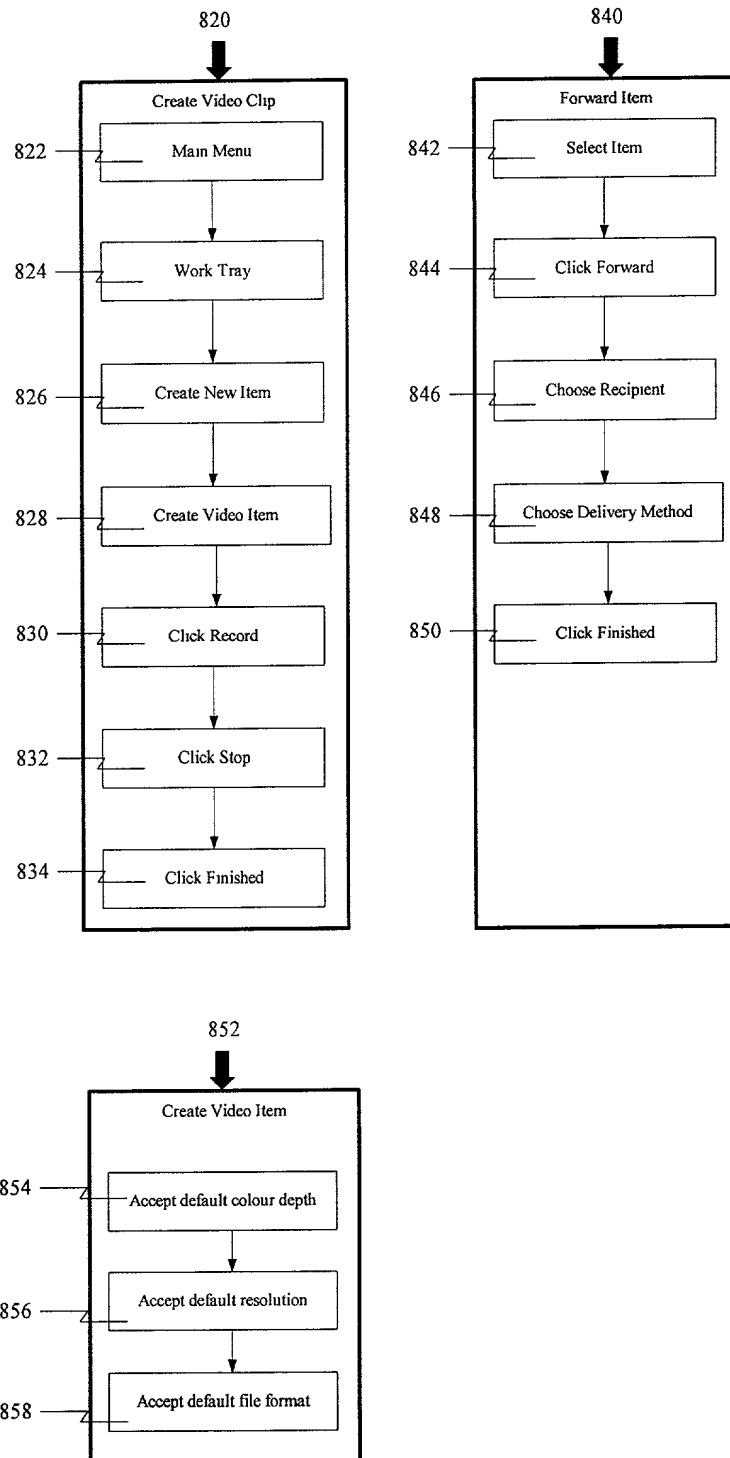 820
Create Video Clip
822
Main Menu
824
Work Tray
826
Create New Item
828
Create Video Item
830
Click Record
832
Click Stop
834
Click Finished
840
Forward Item
842
Select Item
844
Click Forward
846
Choose Recipient
848
Choose Delivery Method
850
Click Finished
852
Create Video Item
854
Accept default colour depth
856
Accept default resolution
858
Accept default file format